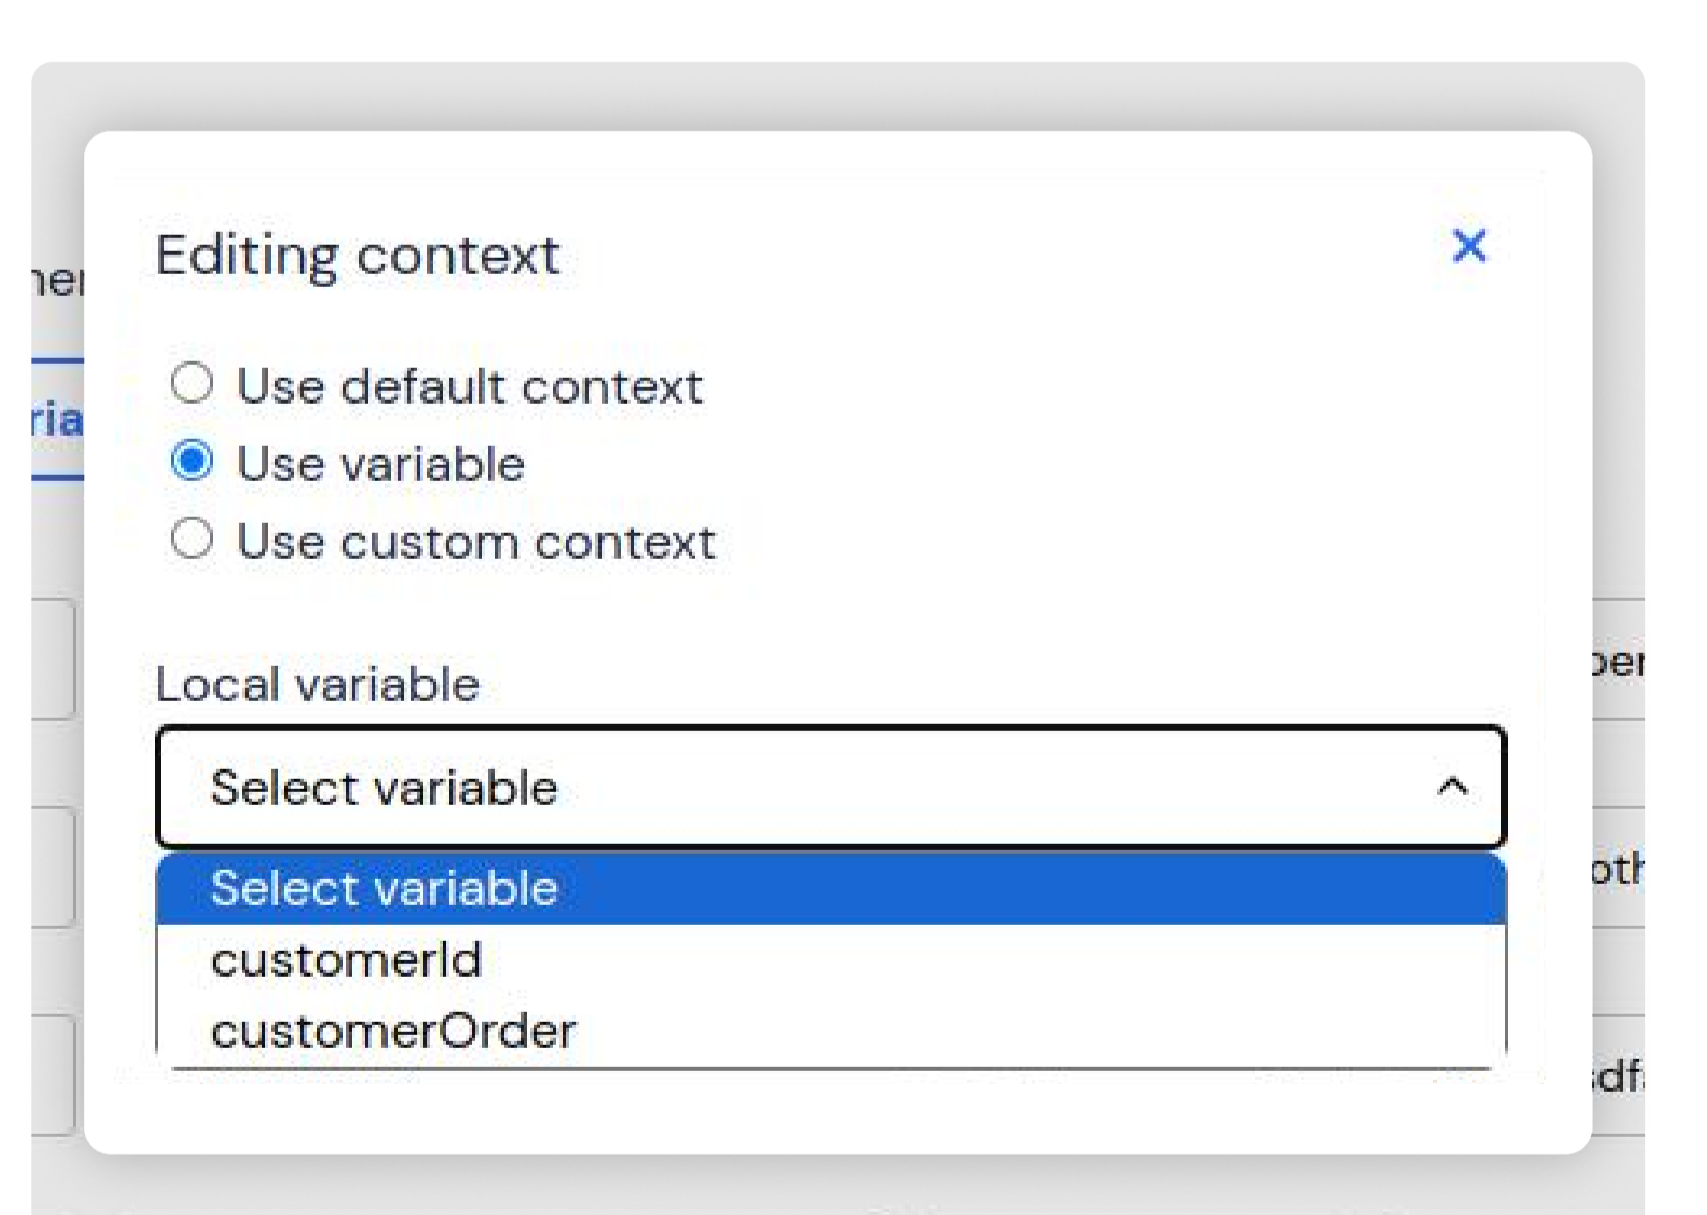 Editing context
Use default context
Use variable
Use custom context
Local variable
Select variable
Select variable
customerId
customerOrder